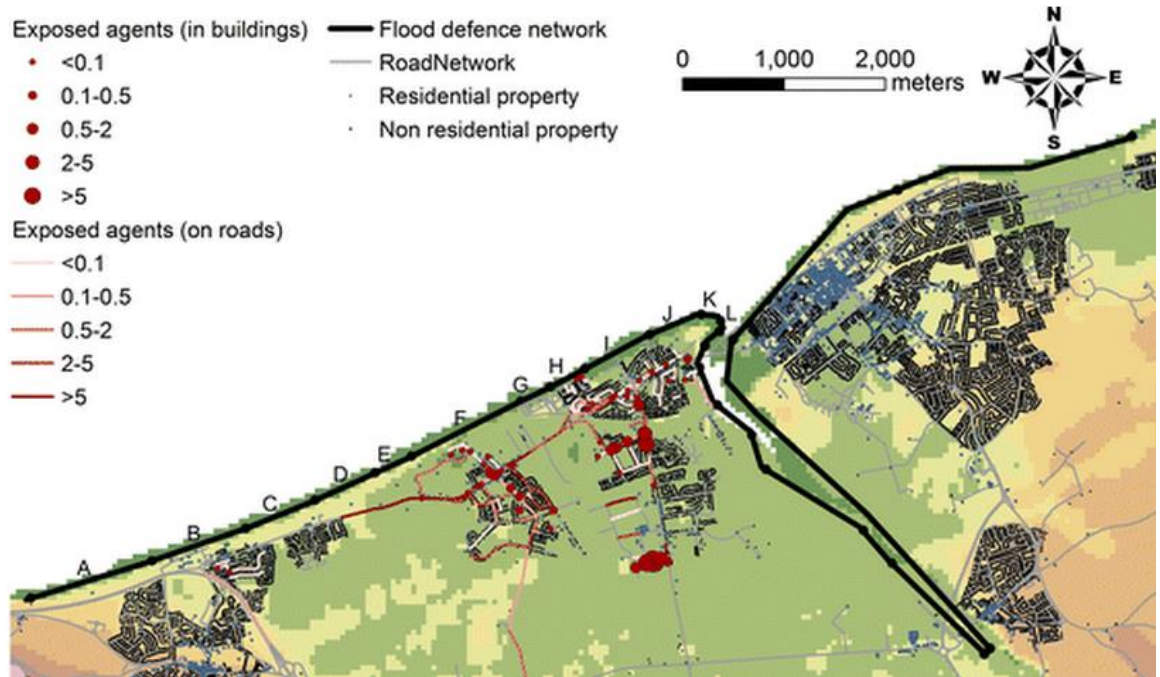 Exposed agents (in buildings)
<0.1
0.1-0.5
0.5-2
2-5
>5
Exposed agents (on roads)
<0.1
0.1-0.5
0.5-2
2-5
>5
Flood defence network
RoadNetwork
Residential property
Non residential property
0 1,000 2,000
meters
N
W E
S
A
B
C
D
E
F
G
H
I
J
K
L